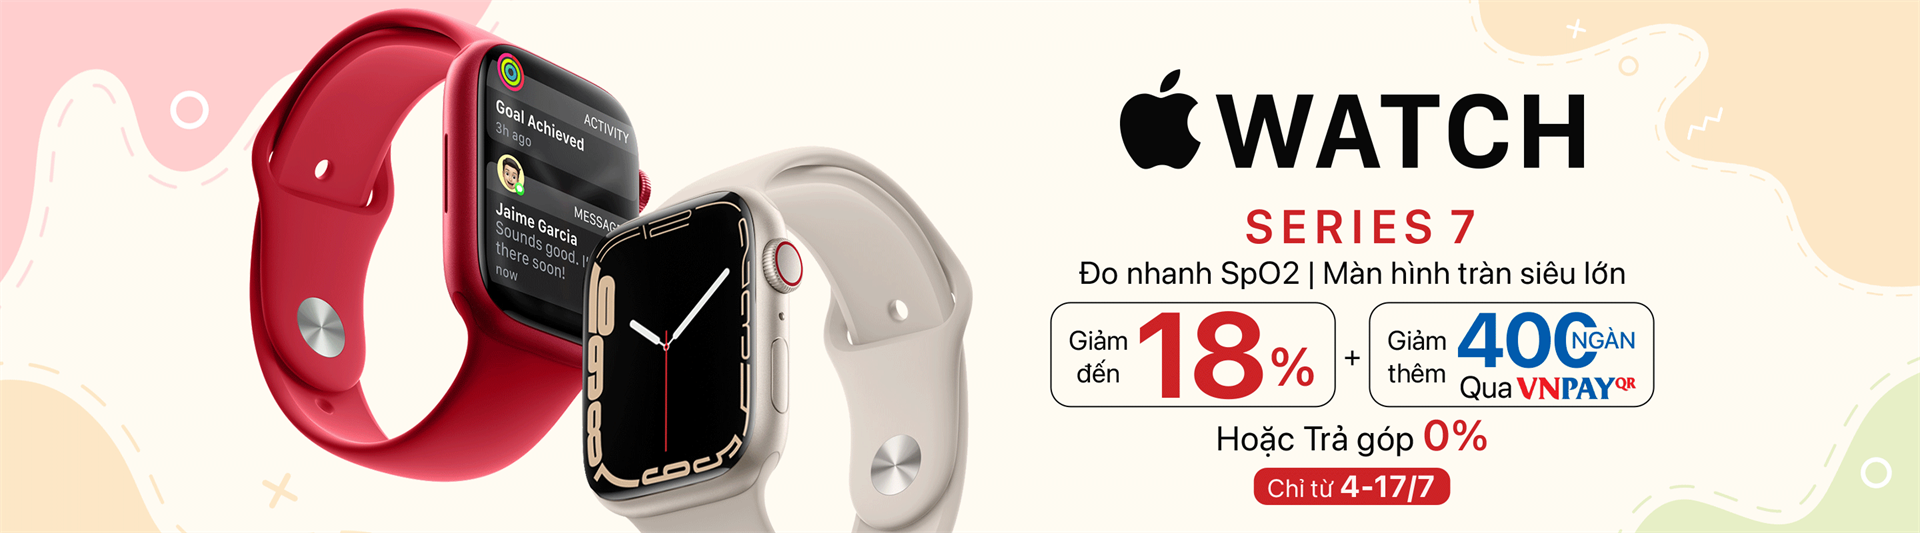 ACTIVITY
Goal Achieved
3h ago
MESSAG
Jaime Garcia
Sounds good. I'
there soon!
now
WATCH
SERIES 7
Đo nhanh SpO2 | Màn hình tràn siêu lớn
Giảm đến 18%
+
Giảm thêm 400 NGÀN
Qua VNPAYQR
Hoặc Trả góp 0%
Chỉ từ 4-17/7